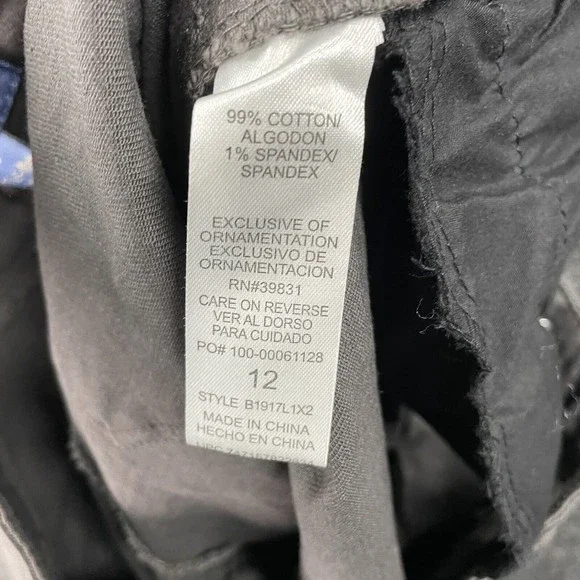 99% COTTON/
ALGODON
1% SPANDEX/
SPANDEX
EXCLUSIVE OF
ORNAMENTATION
EXCLUSIVO DE
ORNAMENTACION
RN#39831
CARE ON REVERSE
VER AL DORSO
PARA CUIDADO
PO# 100-00061128
12
STYLE B1917L1X2
MADE IN CHINA
HECHO EN CHINA